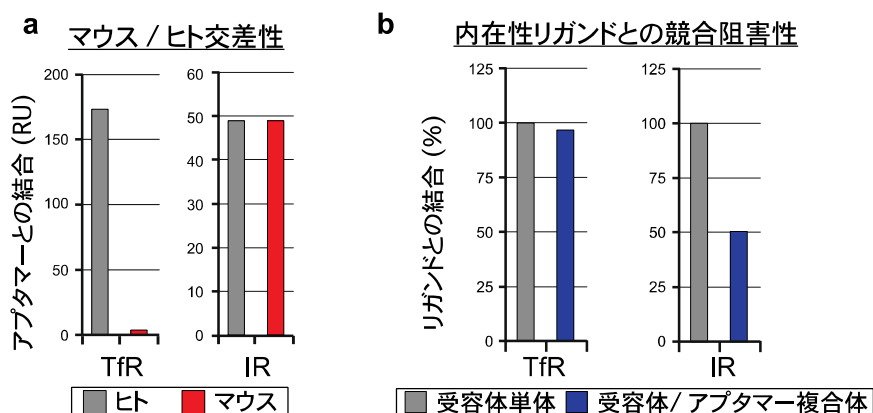 a
マウス / ヒト交差性
アプタマーとの結合 (RU)
200
150
100
50
0
TfR
60
50
40
30
20
10
0
IR
ヒト マウス
b
内在性リガンドとの競合阻害性
リガンドとの結合 (%)
125
100
75
50
25
0
TfR
125
100
75
50
25
0
IR
受容体単体 受容体/ アプタマー複合体